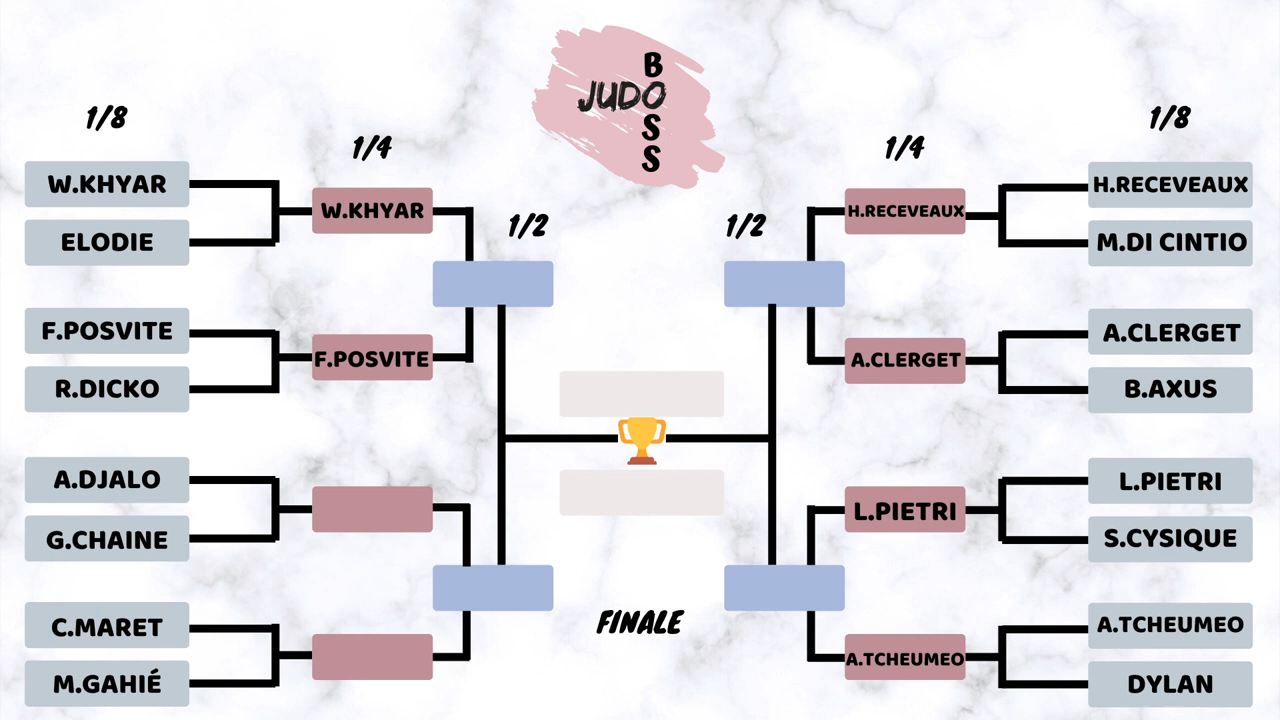 JUDO
BOSS
1/8
1/4
1/2
1/2
1/4
1/8
W.KHYAR
ELODIE
F.POSVITE
R.DICKO
A.DJALO
G.CHAINE
C.MARET
M.GAHIÉ
W.KHYAR
F.POSVITE
H.RECEVEAUX
A.CLERGET
L.PIETRI
A.TCHEUMEO
H.RECEVEAUX
M.DI CINTIO
A.CLERGET
B.AXUS
L.PIETRI
S.CYSIQUE
A.TCHEUMEO
DYLAN
FINALE